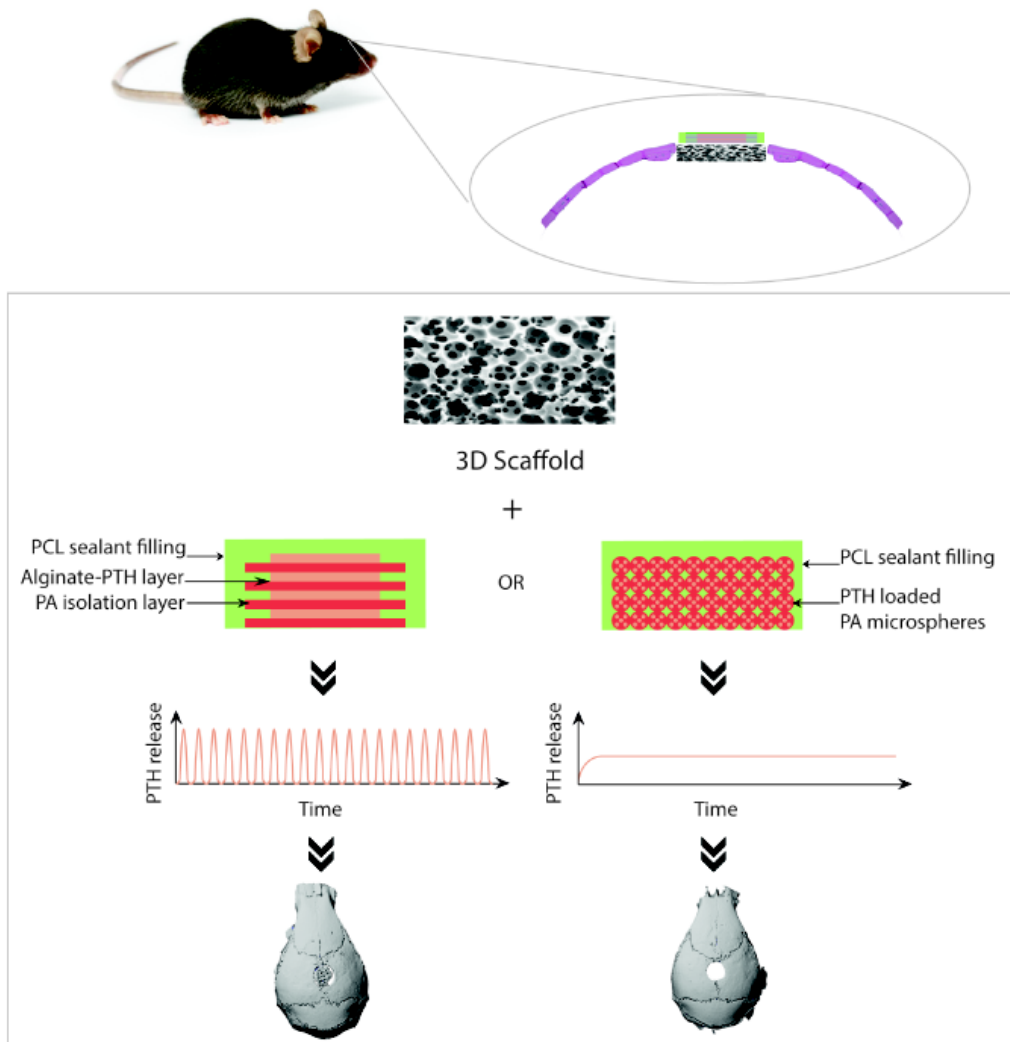 3D Scaffold
+
PCL sealant filling
Alginate-PTH layer
PA isolation layer
OR
PCL sealant filling
PTH loaded
PA microspheres
PTH release
Time
PTH release
Time